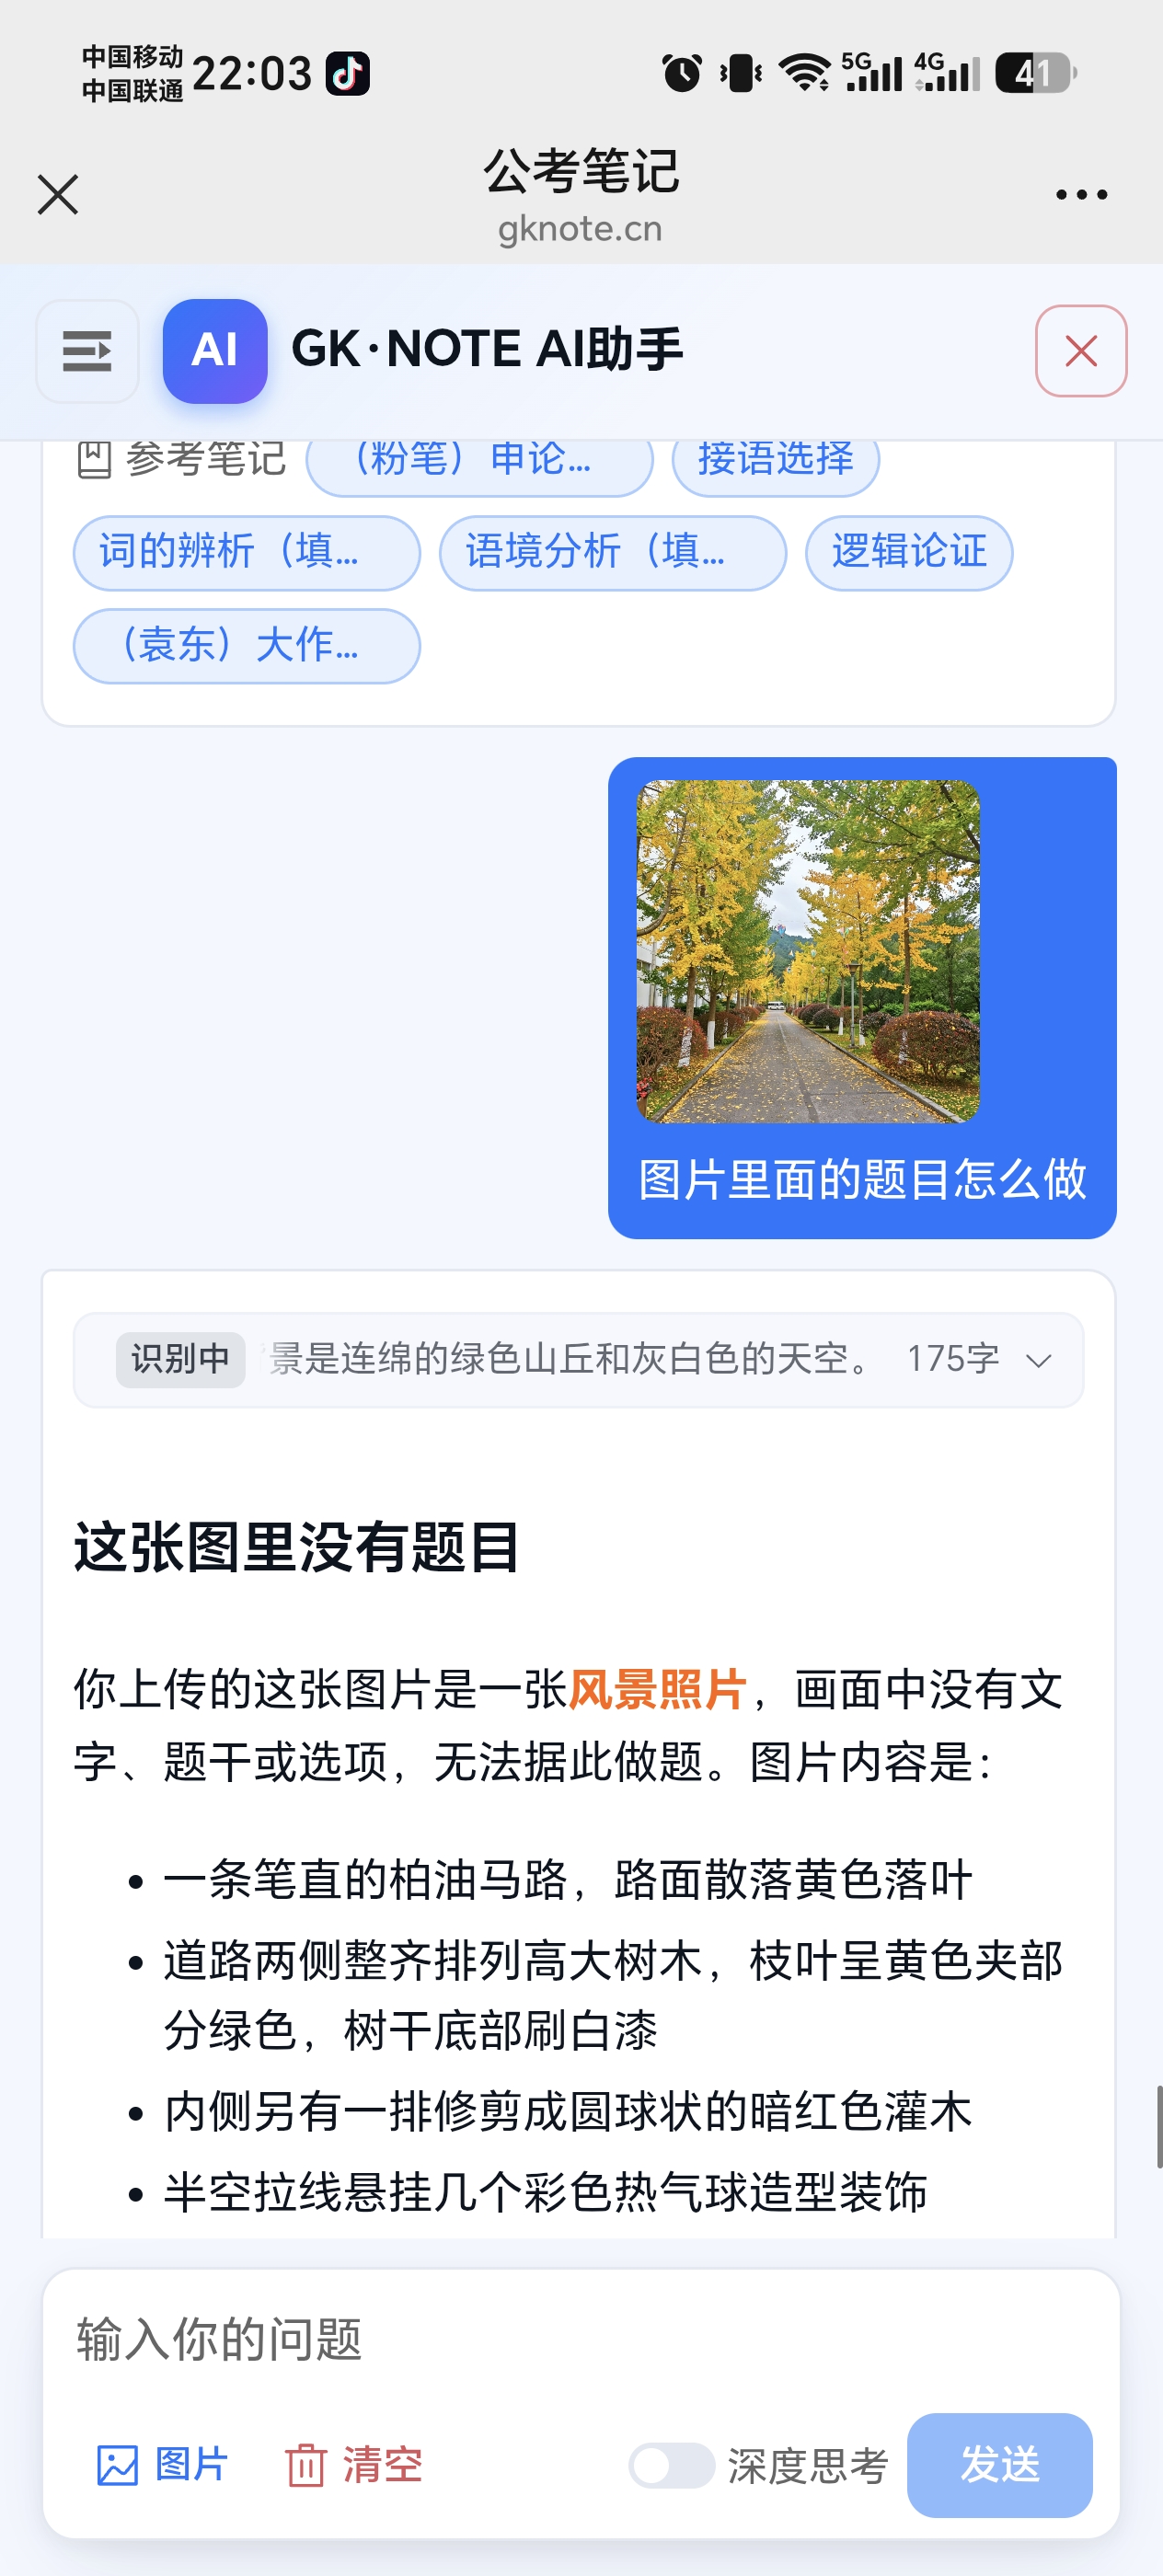 中国移动
中国联通
22:03
5G
4G
41
公考笔记
gknote.cn
AI GK·NOTE AI助手
参考笔记 （粉笔）申论... 接语选择
词的辨析（填... 语境分析（填... 逻辑论证
（袁东）大作...
图片里面的题目怎么做
识别中 景是连绵的绿色山丘和灰白色的天空。 175字
这张图里没有题目
你上传的这张图片是一张风景照片，画面中没有文
字、题干或选项，无法据此做题。图片内容是：
• 一条笔直的柏油马路，路面散落黄色落叶
• 道路两侧整齐排列高大树木，枝叶呈黄色夹部
分绿色，树干底部刷白漆
• 内侧另有一排修剪成圆球状的暗红色灌木
• 半空拉线悬挂几个彩色热气球造型装饰
输入你的问题
图片 清空 深度思考 发送